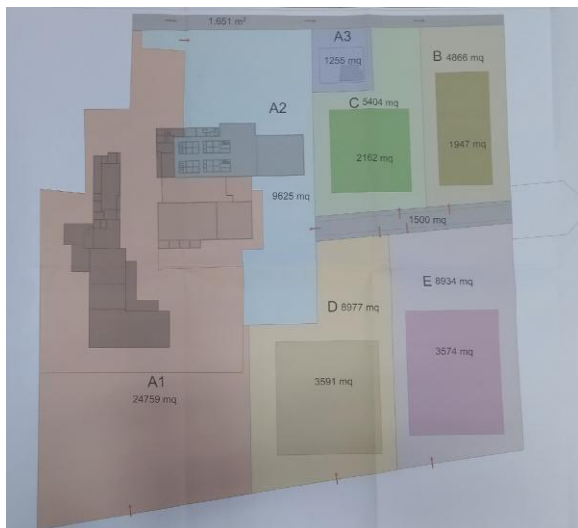 1.651 m²
A3
1255 mq
B 4866 mq
A2
C 5404 mq
1947 mq
2162 mq
9625 mq
1500 mq
E 8934 mq
D 8977 mq
3574 mq
3591 mq
A1
24759 mq